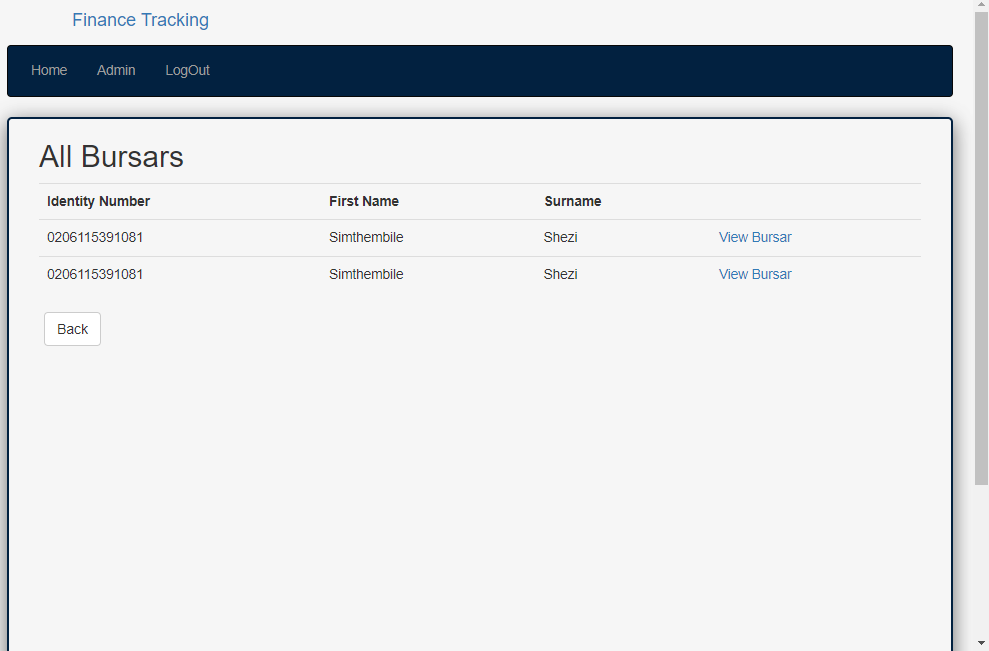 Finance Tracking
Home Admin LogOut
All Bursars
Identity Number First Name Surname
0206115391081 Simthembile Shezi View Bursar
0206115391081 Simthembile Shezi View Bursar
Back